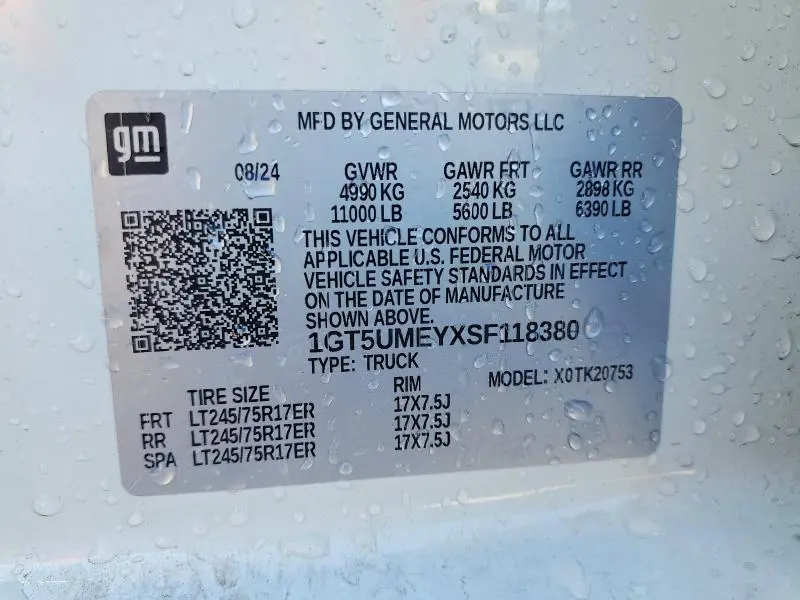 gm
MFD BY GENERAL MOTORS LLC
08/24 GVWR GAWR FRT GAWR RR
4990 KG 2540 KG 2898 KG
11000 LB 5600 LB 6390 LB
THIS VEHICLE CONFORMS TO ALL
APPLICABLE U.S. FEDERAL MOTOR
VEHICLE SAFETY STANDARDS IN EFFECT
ON THE DATE OF MANUFACTURE
SHOWN ABOVE.
1GT5UMEYXSF118380
TYPE: TRUCK MODEL: X0TK20753
TIRE SIZE RIM
FRT LT245/75R17ER 17X7.5J
RR LT245/75R17ER 17X7.5J
SPA LT245/75R17ER 17X7.5J